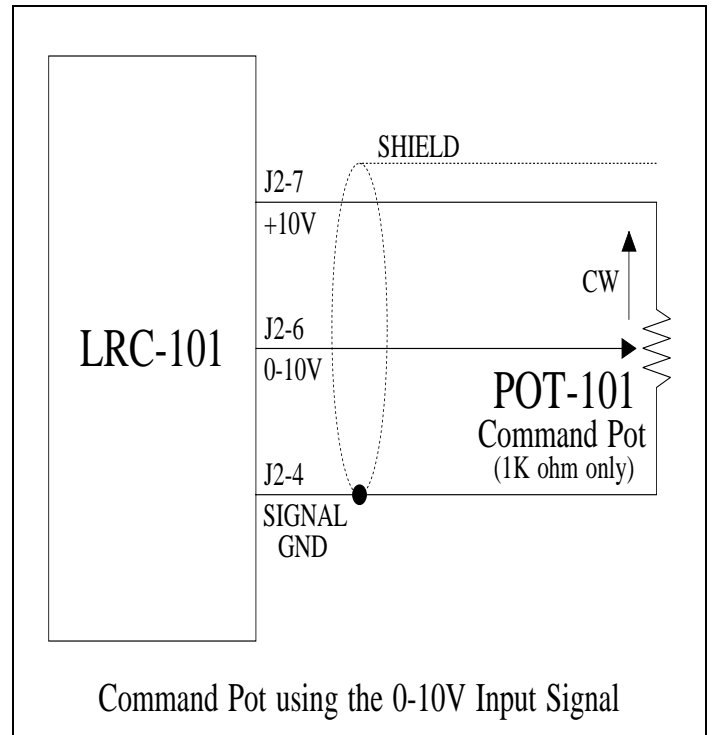 SHIELD
J2-7
+10V
CW
J2-6
LRC-101
0-10V
POT-101
Command Pot
(1K ohm only)
J2-4
SIGNAL
GND
Command Pot using the 0-10V Input Signal